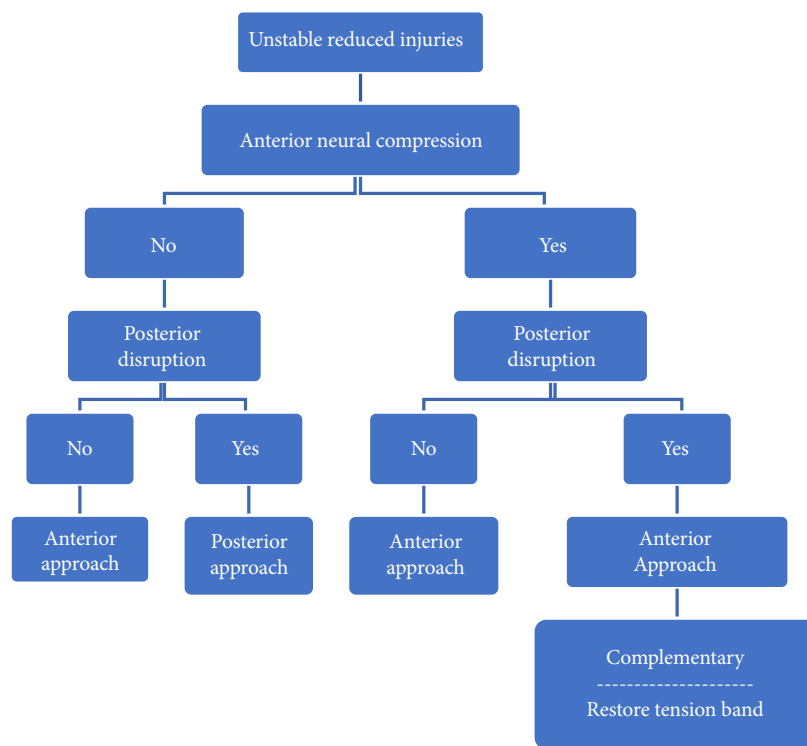 Unstable reduced injuries
Anterior neural compression
No
Yes
Posterior
disruption
Posterior
disruption
No
Yes
No
Yes
Anterior
approach
Posterior
approach
Anterior
approach
Anterior
Approach
Complementary
---------------------
Restore tension band